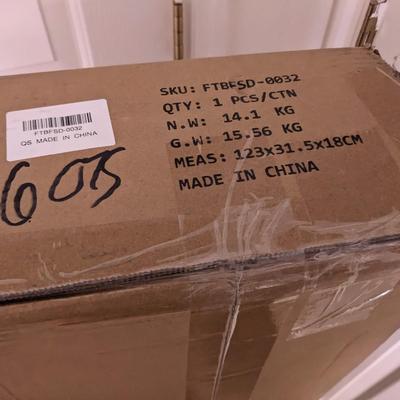 SKU: FTBFSD-0032
QTY: 1 PCS/CTN
N.W: 14.1 KG
G.W: 15.56 KG
MEAS: 123x31.5x18CM
MADE IN CHINA
FTBFSD-0032
QS MADE IN CHINA